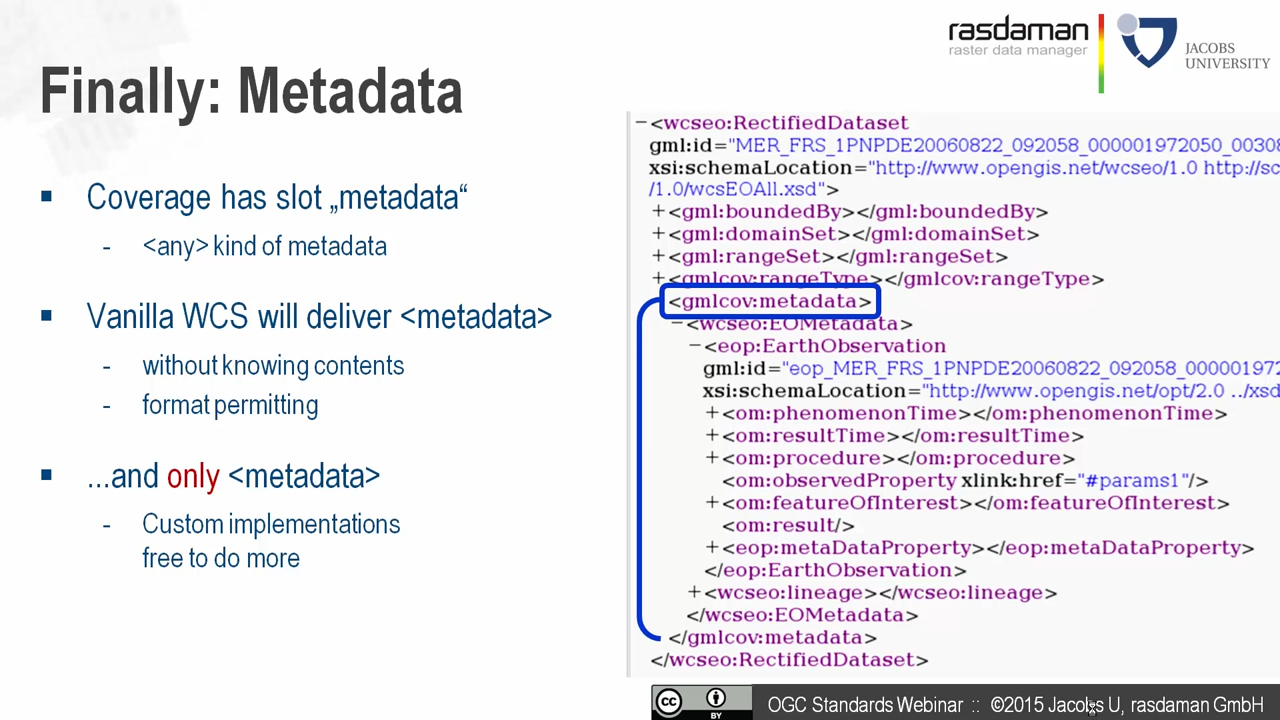 rasdaman
raster data manager
JACOBS
UNIVERSITY
Finally: Metadata
▪ Coverage has slot „metadata“
- <any> kind of metadata
▪ Vanilla WCS will deliver <metadata>
- without knowing contents
- format permitting
▪ ...and only <metadata>
- Custom implementations
free to do more
−<wcseo:RectifiedDataset
gml:id="MER_FRS_1PNPDE20060822_092058_000001972050_00308
xsi:schemaLocation="http://www.opengis.net/wcseo/1.0 http://sc
/1.0/wcsEOAll.xsd">
+<gml:boundedBy></gml:boundedBy>
+<gml:domainSet></gml:domainSet>
+<gml:rangeSet></gml:rangeSet>
+<gmlcov:rangeType></gmlcov:rangeType>
<gmlcov:metadata>
−<wcseo:EOMetadata>
−<eop:EarthObservation
gml:id="eop_MER_FRS_1PNPDE20060822_092058_000001972
xsi:schemaLocation="http://www.opengis.net/opt/2.0 ../xsd
+<om:phenomenonTime></om:phenomenonTime>
+<om:resultTime></om:resultTime>
+<om:procedure></om:procedure>
<om:observedProperty xlink:href="#params1"/>
+<om:featureOfInterest></om:featureOfInterest>
<om:result/>
+<eop:metaDataProperty></eop:metaDataProperty>
</eop:EarthObservation>
+<wcseo:lineage></wcseo:lineage>
</wcseo:EOMetadata>
</gmlcov:metadata>
</wcseo:RectifiedDataset>
cc BY
OGC Standards Webinar :: ©2015 Jacobs U, rasdaman GmbH